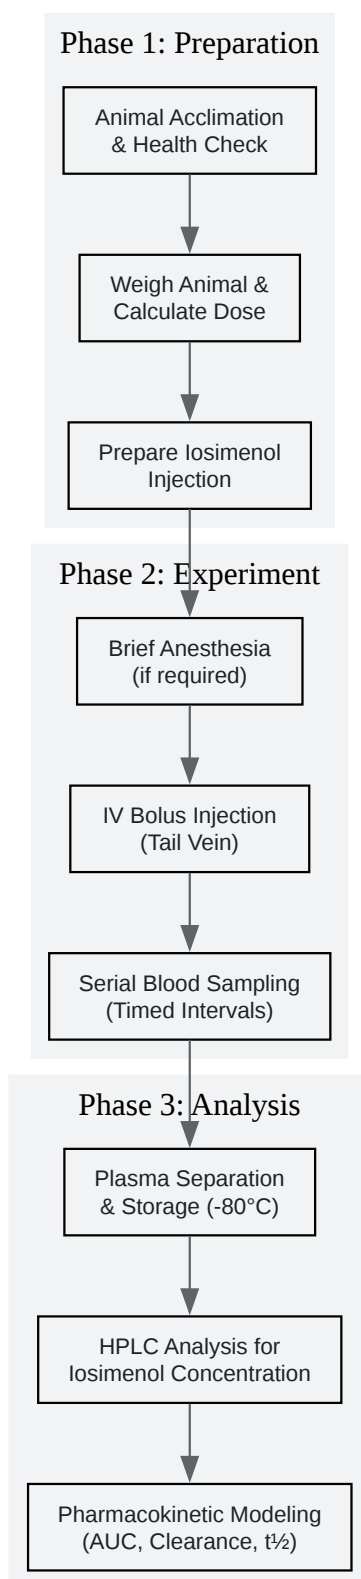 Phase 1: Preparation
Animal Acclimation
& Health Check
Weigh Animal &
Calculate Dose
Prepare Iosimenol
Injection
Phase 2: Experiment
Brief Anesthesia
(if required)
IV Bolus Injection
(Tail Vein)
Serial Blood Sampling
(Timed Intervals)
Phase 3: Analysis
Plasma Separation
& Storage (-80°C)
HPLC Analysis for
Iosimenol Concentration
Pharmacokinetic Modeling
(AUC, Clearance, t½)